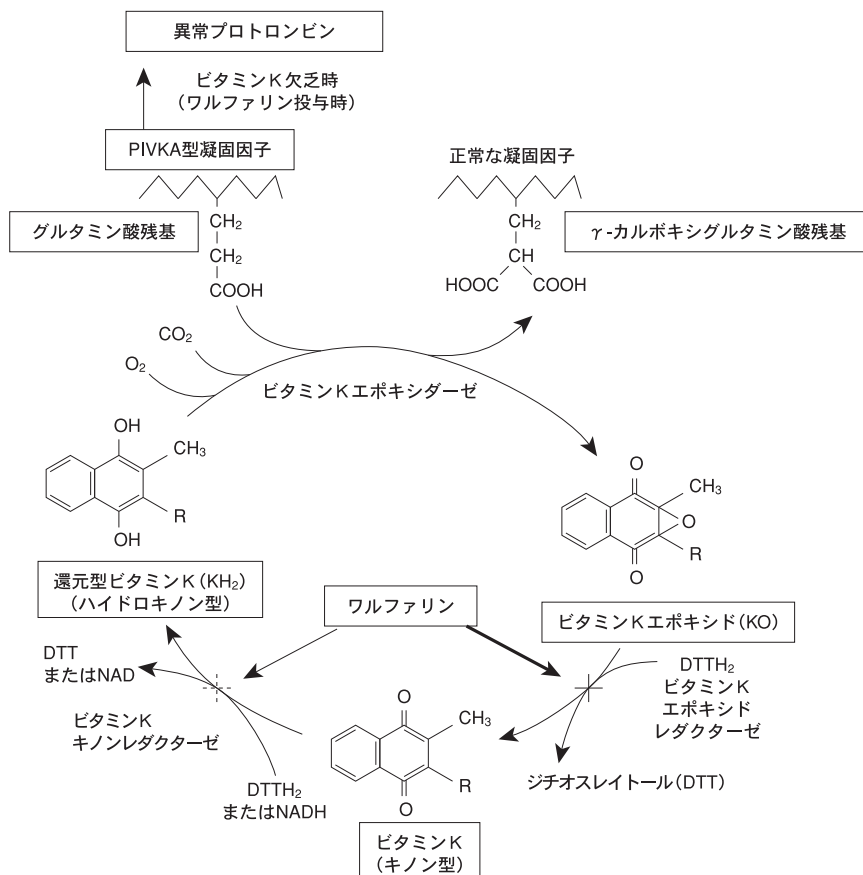 異常プロトロンビン
ビタミンK欠乏時
(ワルファリン投与時)
PIVKA型凝固因子
正常な凝固因子
グルタミン酸残基
CH₂
CH₂
COOH
CH₂
CH
HOOC COOH
γ-カルボキシグルタミン酸残基
CO₂
O₂
ビタミンKエポキシダーゼ
OH
CH₃
R
OH
O
CH₃
O
R
O
還元型ビタミンK(KH₂)
(ハイドロキノン型)
ワルファリン
ビタミンKエポキシド(KO)
DTT
またはNAD
DTTH₂
ビタミンK
エポキシド
レダクターゼ
ビタミンK
キノンレダクターゼ
O
CH₃
R
O
ジチオスレイトール(DTT)
DTTH₂
またはNADH
ビタミンK
(キノン型)